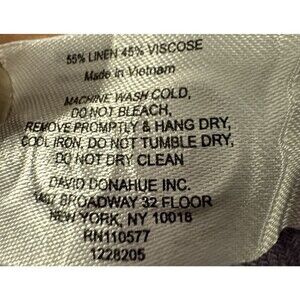 55% LINEN 45% VISCOSE
Made in Vietnam
MACHINE WASH COLD,
DO NOT BLEACH,
REMOVE PROMPTLY & HANG DRY,
COOL IRON, DO NOT TUMBLE DRY,
DO NOT DRY CLEAN
DAVID DONAHUE INC.
1407 BROADWAY 32 FLOOR
NEW YORK, NY 10018
RN110577
1228205